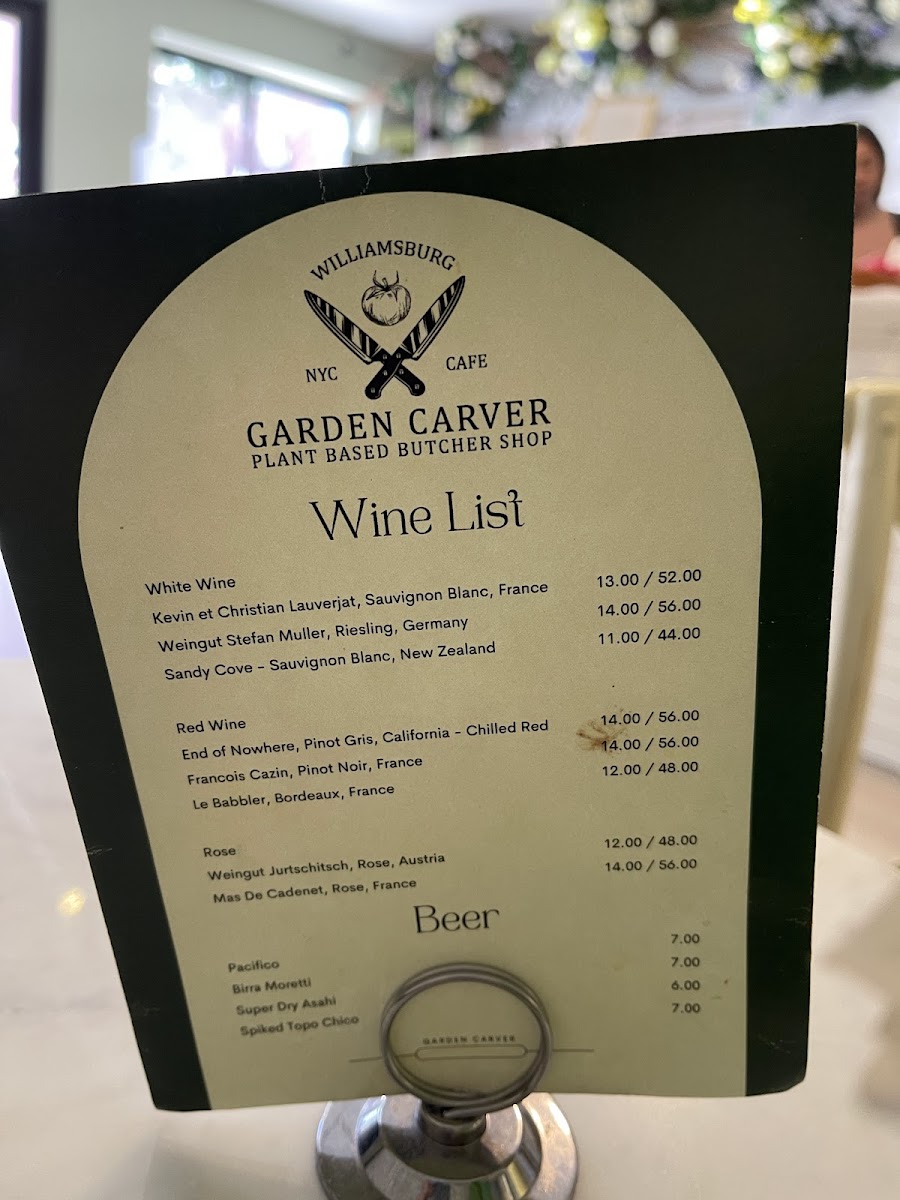 WILLIAMSBURG
NYC CAFE
GARDEN CARVER
PLANT BASED BUTCHER SHOP
Wine List
White Wine
Kevin et Christian Lauverjat, Sauvignon Blanc, France 13.00 / 52.00
Weingut Stefan Muller, Riesling, Germany 14.00 / 56.00
Sandy Cove - Sauvignon Blanc, New Zealand 11.00 / 44.00
Red Wine
End of Nowhere, Pinot Gris, California - Chilled Red 14.00 / 56.00
Francois Cazin, Pinot Noir, France 14.00 / 56.00
Le Babbler, Bordeaux, France 12.00 / 48.00
Rose
Weingut Jurtschitsch, Rose, Austria 12.00 / 48.00
Mas De Cadenet, Rose, France 14.00 / 56.00
Beer
Pacifico 7.00
Birra Moretti 7.00
Super Dry Asahi 6.00
Spiked Topo Chico 7.00
GARDEN CARVER